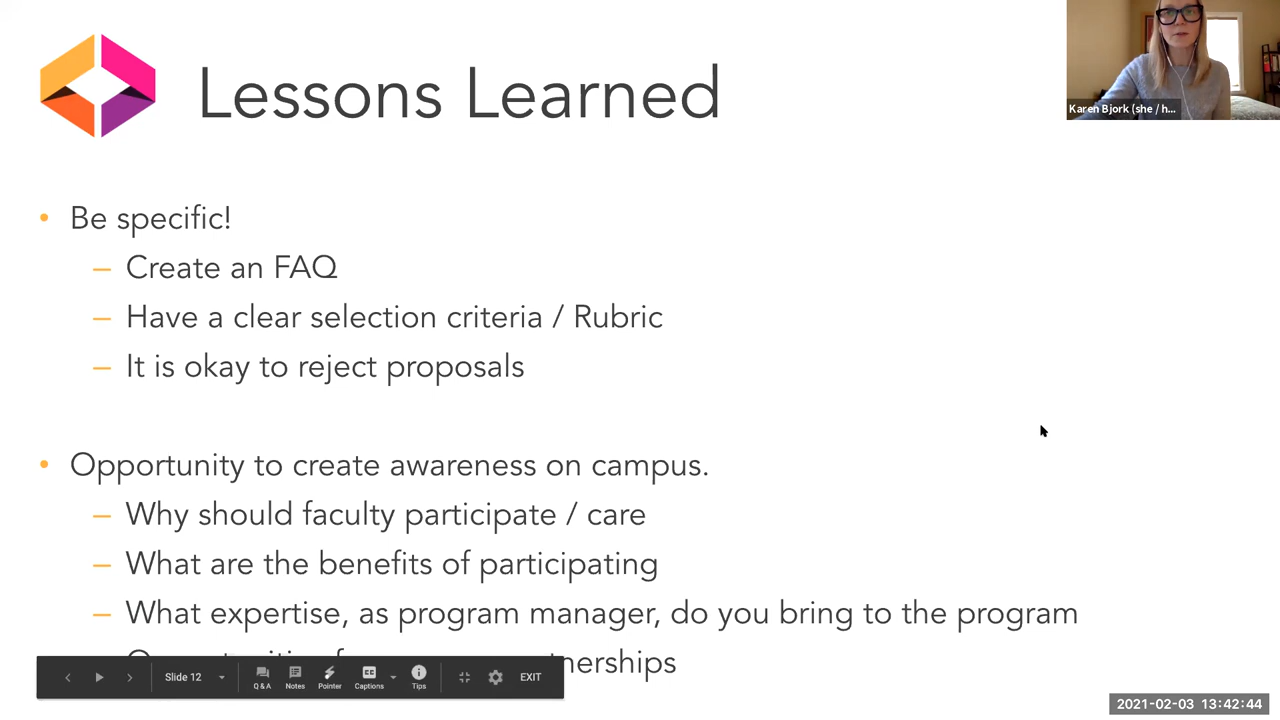 Lessons Learned
Karen Bjork (she / h...
• Be specific!
– Create an FAQ
– Have a clear selection criteria / Rubric
– It is okay to reject proposals
• Opportunity to create awareness on campus.
– Why should faculty participate / care
– What are the benefits of participating
– What expertise, as program manager, do you bring to the program
Slide 12
Q & A
Notes
Pointer
Captions
Tips
EXIT
2021-02-03 13:42:44